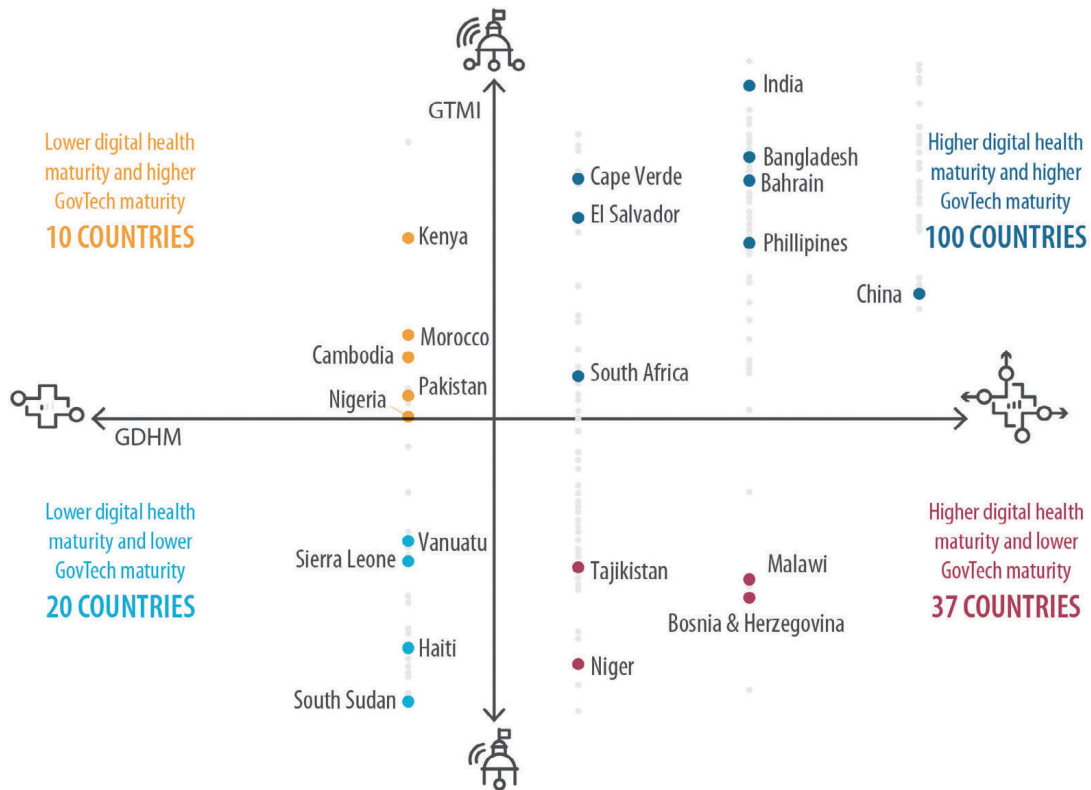 GTMI
India
Lower digital health
maturity and higher
GovTech maturity
10 COUNTRIES
Higher digital health
maturity and higher
GovTech maturity
100 COUNTRIES
Bangladesh
Cape Verde
Bahrain
El Salvador
Kenya
Phillipines
China
Morocco
Cambodia
South Africa
Pakistan
Nigeria
GDHM
Lower digital health
maturity and lower
GovTech maturity
20 COUNTRIES
Higher digital health
maturity and lower
GovTech maturity
37 COUNTRIES
Vanuatu
Sierra Leone
Tajikistan
Malawi
Bosnia & Herzegovina
Haiti
Niger
South Sudan